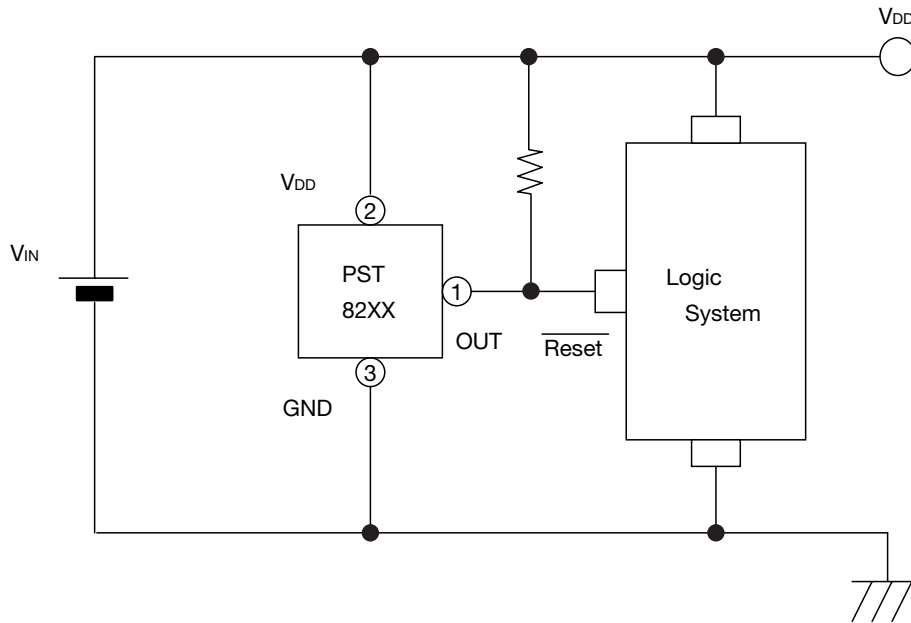 VDD
VDD
2
VIN
PST
82XX
1
OUT
Reset
Logic
System
3
GND